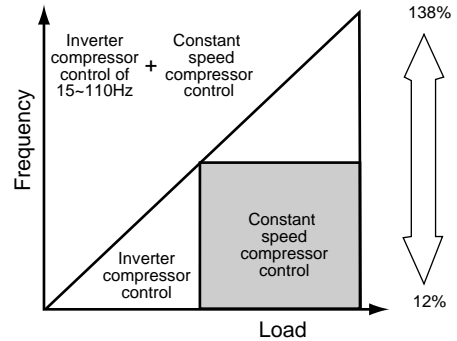 138%
Inverter
compressor
control of
15~110Hz
+
Constant
speed
compressor
control
Frequency
Constant
speed
compressor
control
Inverter
compressor
control
12%
Load